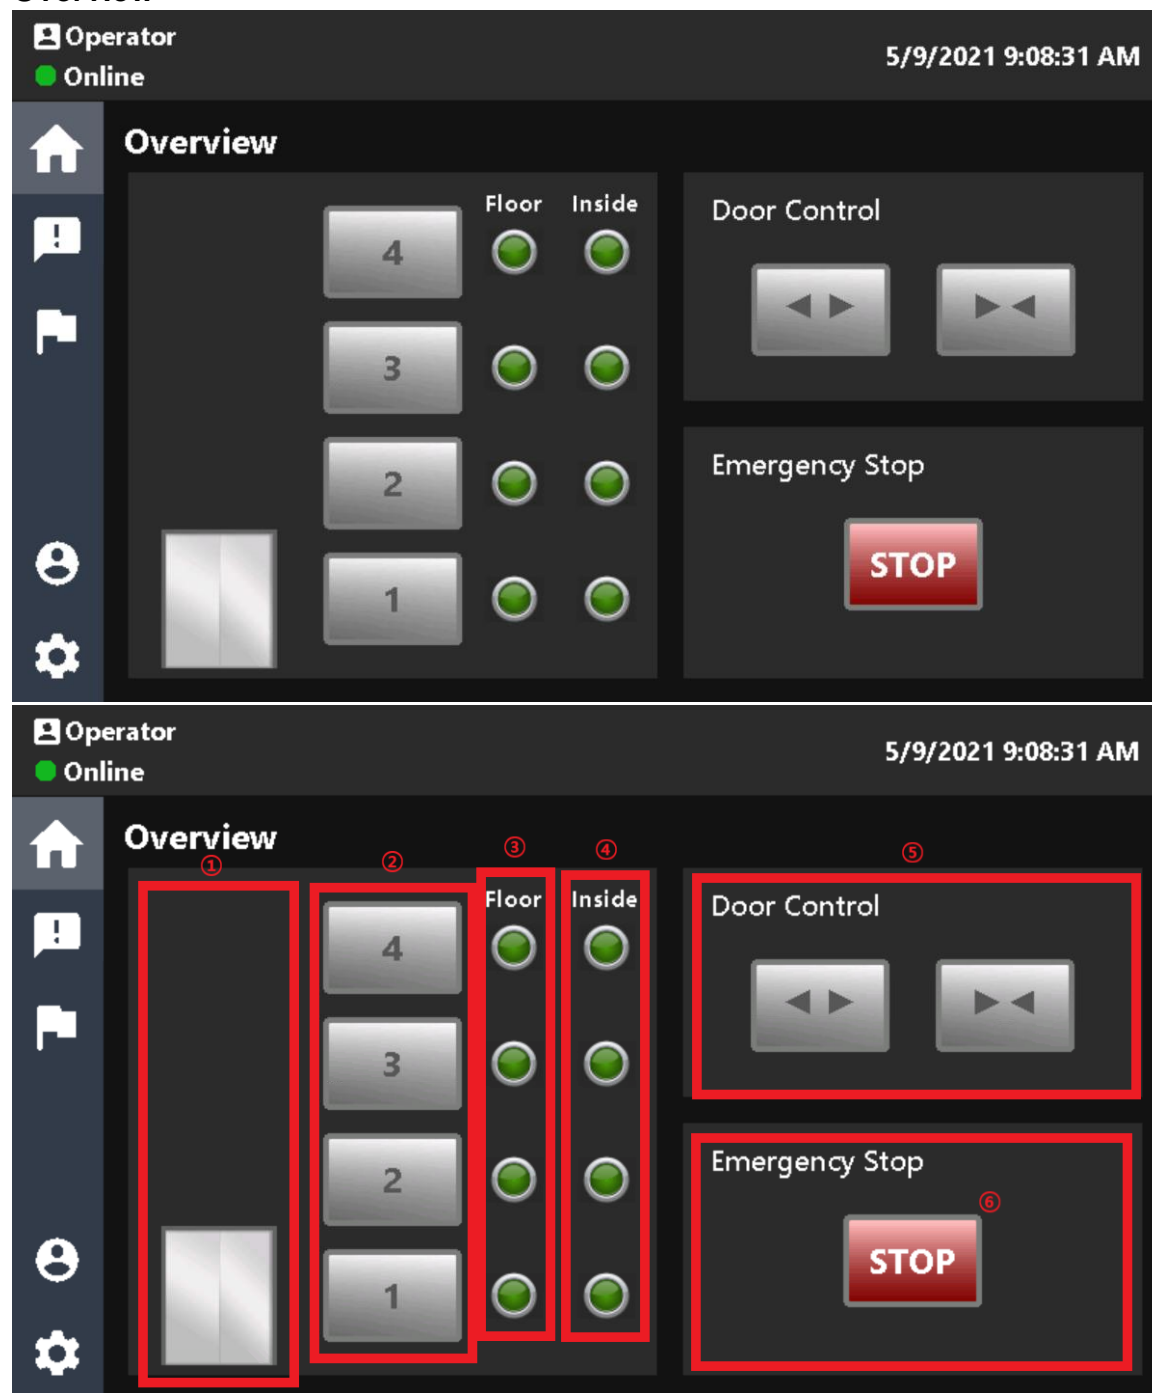 Overview
Operator
Online
5/9/2021 9:08:31 AM
Overview
Floor Inside
4
3
2
1
Door Control
Emergency Stop
STOP
Operator
Online
5/9/2021 9:08:31 AM
Overview
① ② ③ ④ ⑤
Floor Inside
4
3
2
1
Door Control
Emergency Stop
⑥
STOP